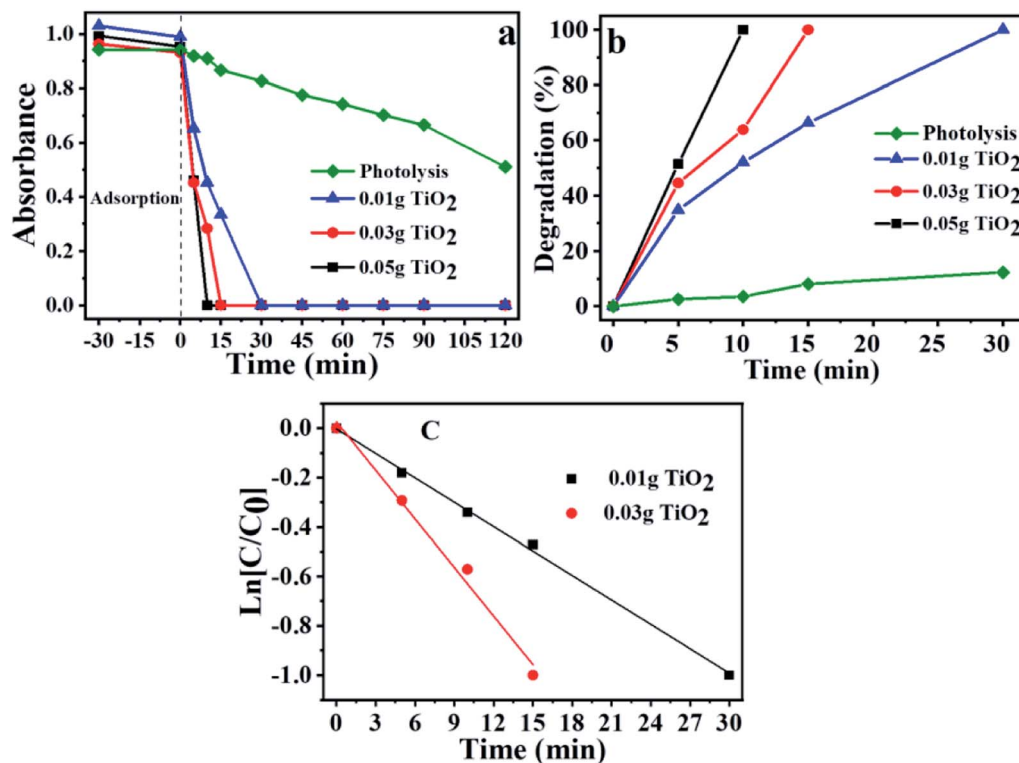 a
1.0
0.8
0.6
0.4
0.2
0.0
Absorbance
Adsorption
Photolysis
0.01g TiO2
0.03g TiO2
0.05g TiO2
-30 -15 0 15 30 45 60 75 90 105 120
Time (min)
b
100
80
60
40
20
0
Degradation (%)
Photolysis
0.01g TiO2
0.03g TiO2
0.05g TiO2
0 5 10 15 20 25 30
Time (min)
C
0.0
-0.2
-0.4
-0.6
-0.8
-1.0
Ln[C/C0]
0.01g TiO2
0.03g TiO2
0 3 6 9 12 15 18 21 24 27 30
Time (min)